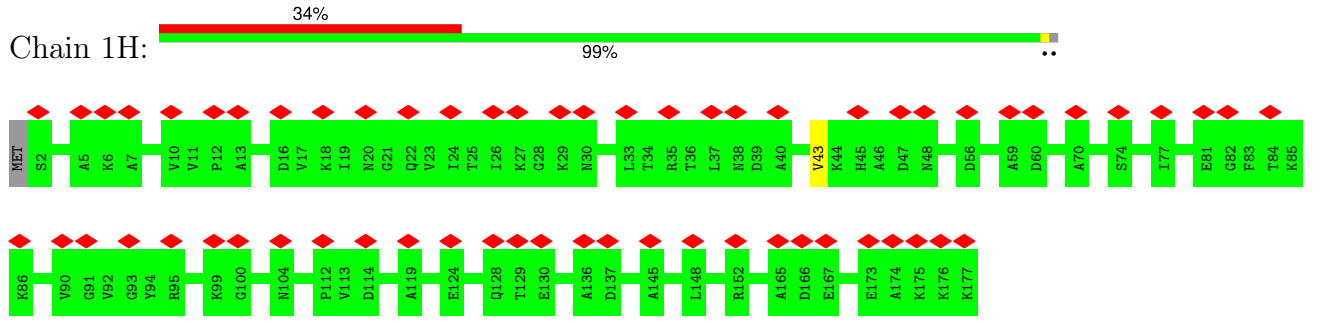 34%
Chain 1H:
99%
••
MET S2 A5 K6 A7 V10 V11 P12 A13 D16 V17 K18 I19 N20 G21 Q22 V23 I24 T25 I26 K27 G28 K29 N30 L33 T34 R35 T36 L37 N38 D39 A40 V43 K44 H45 A46 D47 N48 D56 A59 D60 A70 S74 I77 E81 G82 F83 T84 K85
K86 V90 G91 V92 G93 Y94 R95 K99 G100 N104 P112 V113 D114 A119 E124 Q128 T129 E130 A136 D137 A145 L148 R152 A165 D166 E167 E173 A174 K175 K176 K177